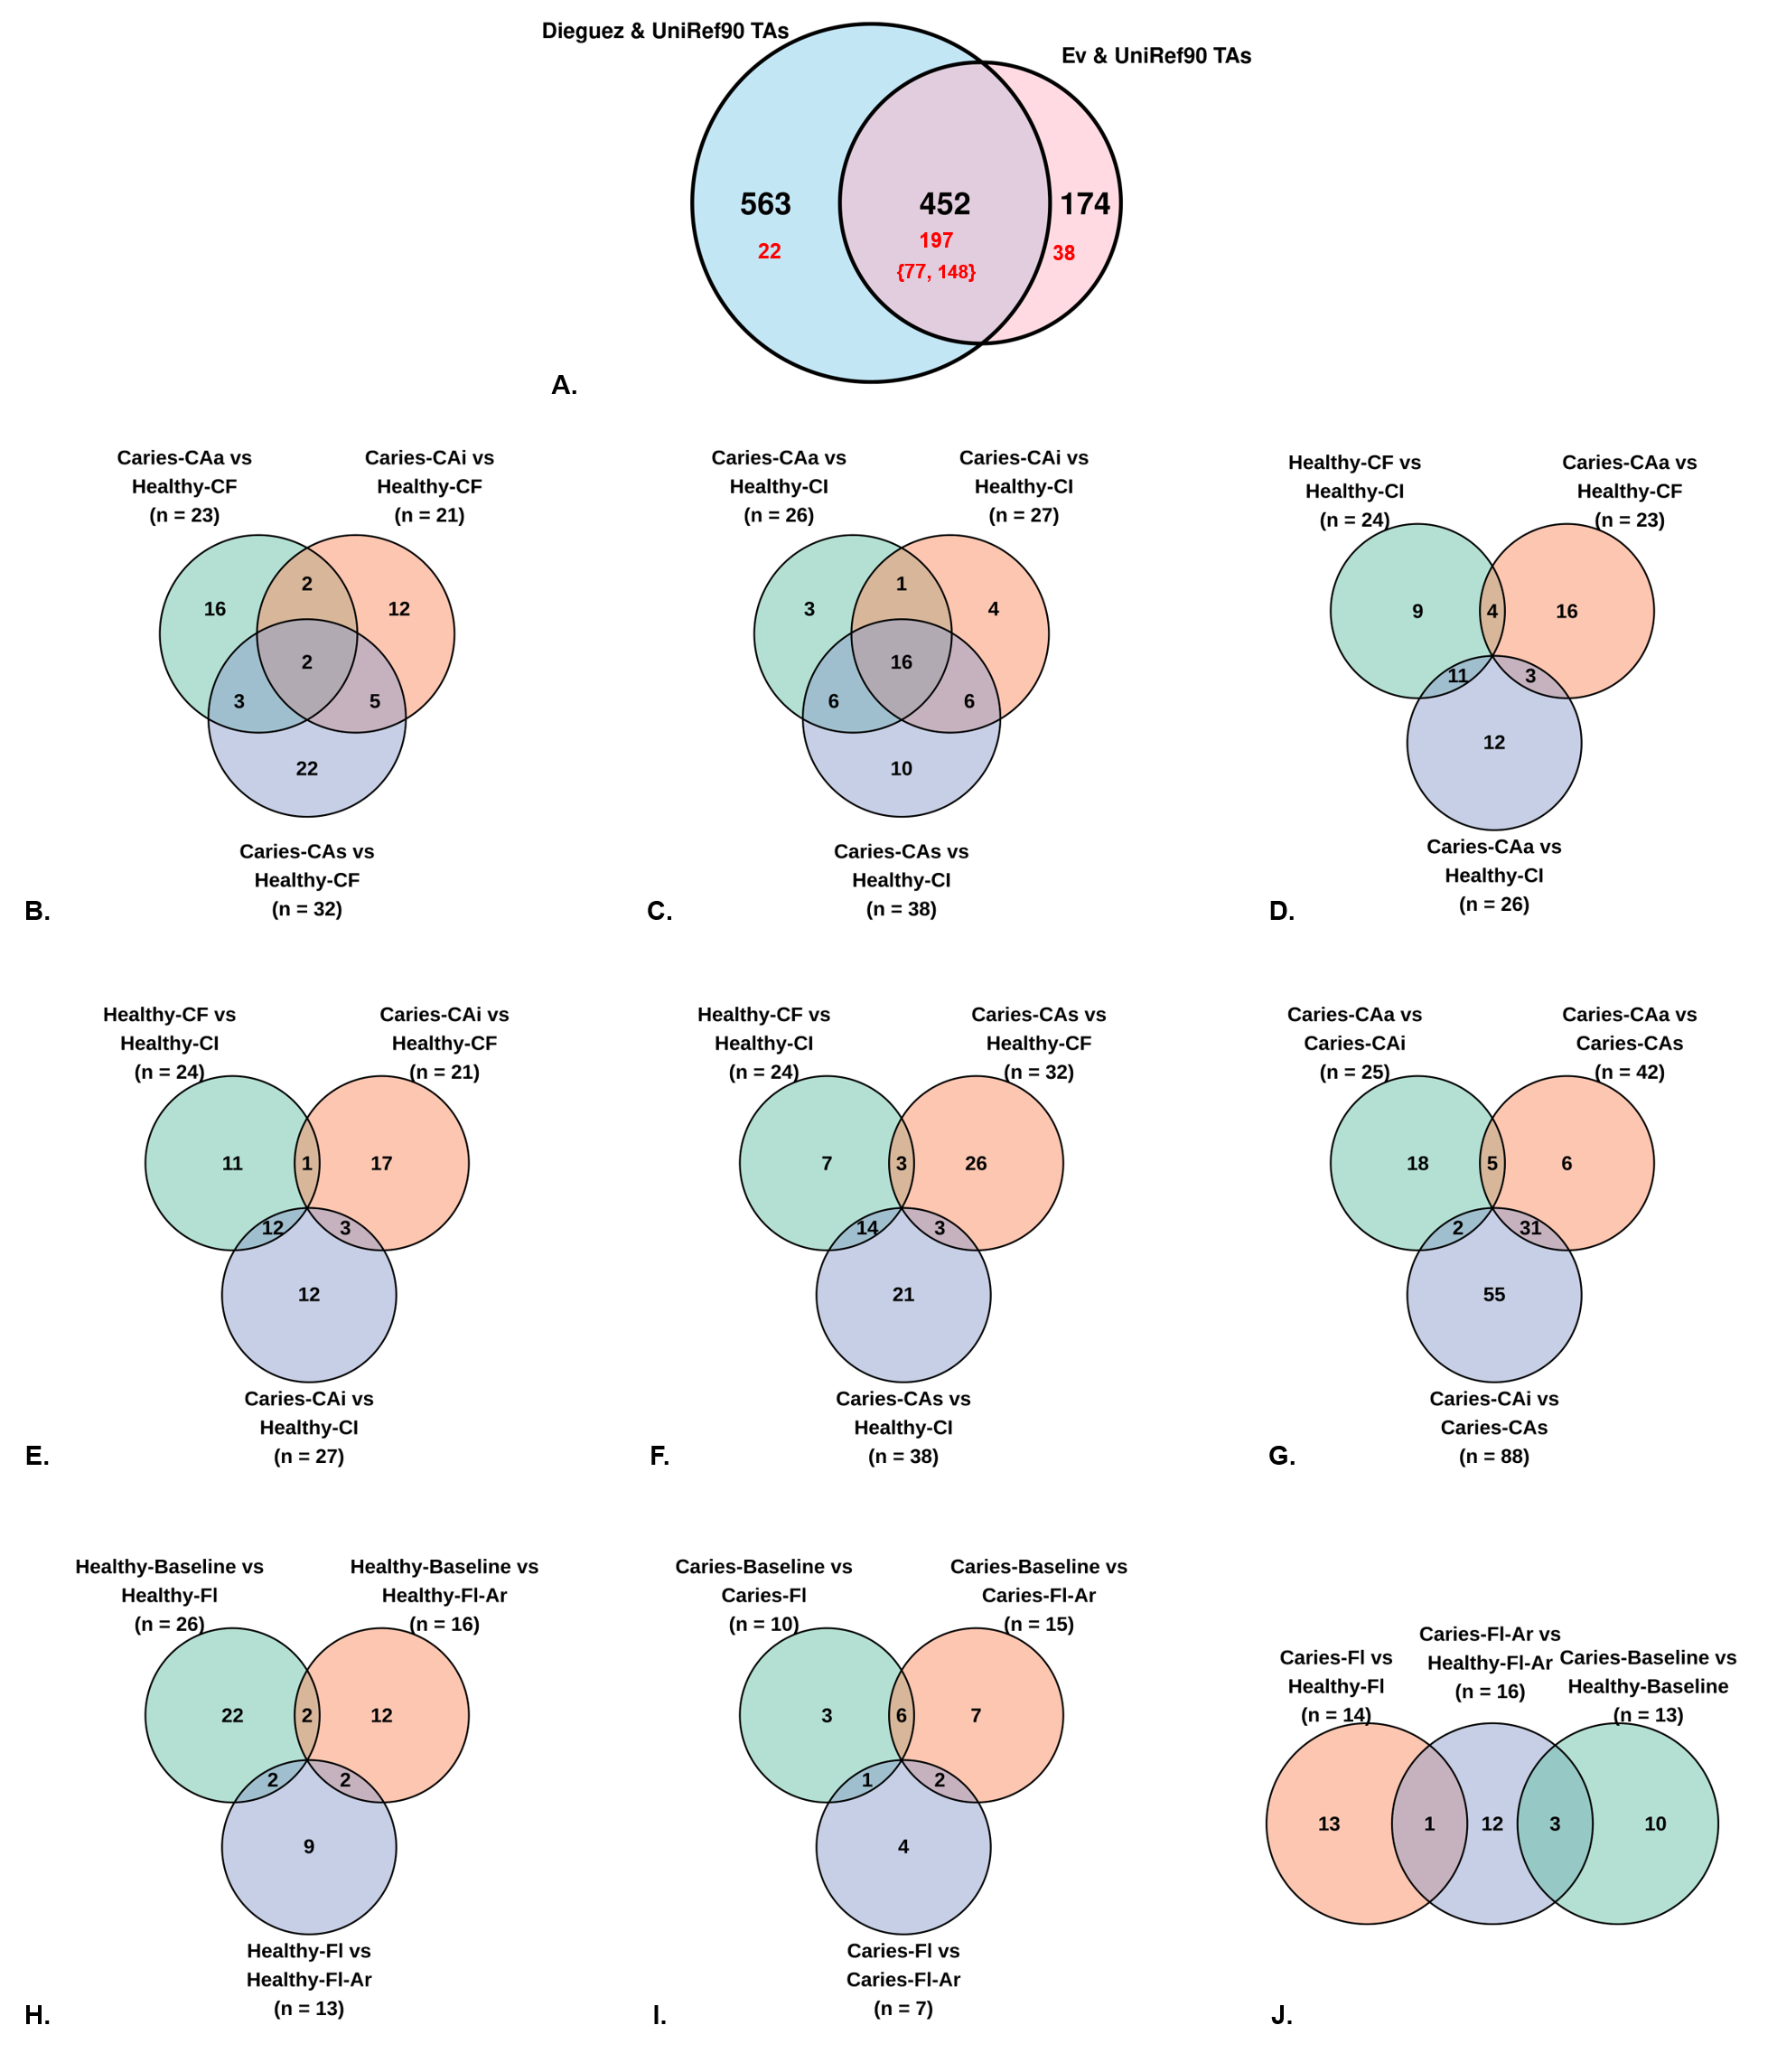 Dieguez & UniRef90 TAs
Ev & UniRef90 TAs
563
452
174
22
197
38
{77, 148}
A.
Caries-CAa vs
Healthy-CF
(n = 23)
Caries-CAi vs
Healthy-CF
(n = 21)
2
16
12
2
3
5
22
Caries-CAs vs
Healthy-CF
(n = 32)
B.
Caries-CAa vs
Healthy-CI
(n = 26)
Caries-CAi vs
Healthy-CI
(n = 27)
1
3
4
16
6
6
10
Caries-CAs vs
Healthy-CI
(n = 38)
C.
Healthy-CF vs
Healthy-CI
(n = 24)
Caries-CAa vs
Healthy-CF
(n = 23)
9
4
16
11
3
12
Caries-CAa vs
Healthy-CI
(n = 26)
D.
Healthy-CF vs
Healthy-CI
(n = 24)
Caries-CAi vs
Healthy-CF
(n = 21)
11
1
17
12
3
12
Caries-CAi vs
Healthy-CI
(n = 27)
E.
Healthy-CF vs
Healthy-CI
(n = 24)
Caries-CAs vs
Healthy-CF
(n = 32)
7
3
26
14
3
21
Caries-CAs vs
Healthy-CI
(n = 38)
F.
Caries-CAa vs
Caries-CAi
(n = 25)
Caries-CAa vs
Caries-CAs
(n = 42)
18
5
6
2
31
55
Caries-CAi vs
Caries-CAs
(n = 88)
G.
Healthy-Baseline vs
Healthy-Fl
(n = 26)
Healthy-Baseline vs
Healthy-Fl-Ar
(n = 16)
22
2
12
2
2
9
Healthy-Fl vs
Healthy-Fl-Ar
(n = 13)
H.
Caries-Baseline vs
Caries-Fl
(n = 10)
Caries-Baseline vs
Caries-Fl-Ar
(n = 15)
3
6
7
1
2
4
Caries-Fl vs
Caries-Fl-Ar
(n = 7)
I.
Caries-Fl vs
Healthy-Fl
(n = 14)
Caries-Fl-Ar vs
Healthy-Fl-Ar
(n = 16)
Caries-Baseline vs
Healthy-Baseline
(n = 13)
13
1
12
3
10
J.